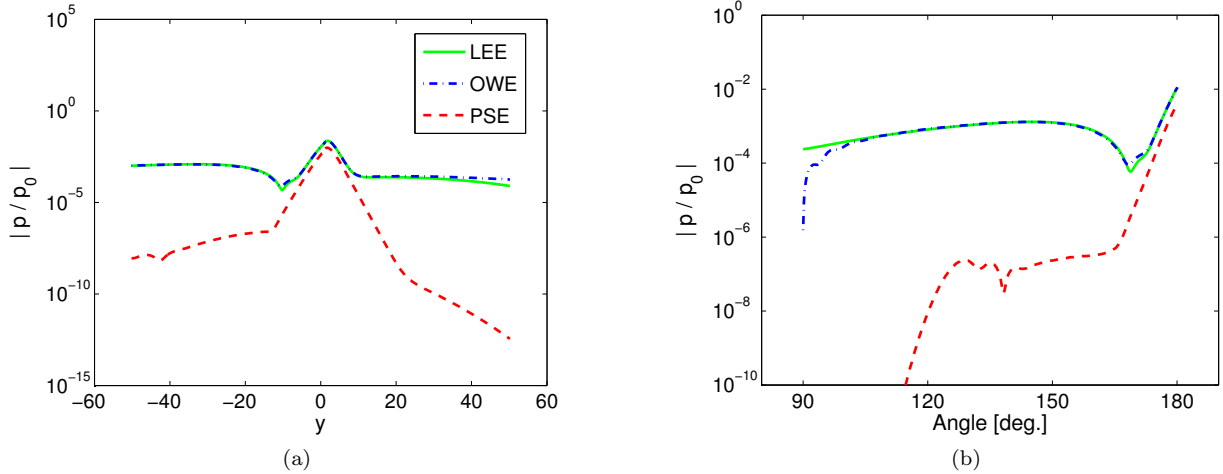 10^5
10^0
10^-5
10^-10
10^-15
| p / p_0 |
LEE
OWE
PSE
−60 −40 −20 0 20 40 60
y
(a)
10^0
10^-2
10^-4
10^-6
10^-8
10^-10
| p / p_0 |
90 120 150 180
Angle [deg.]
(b)